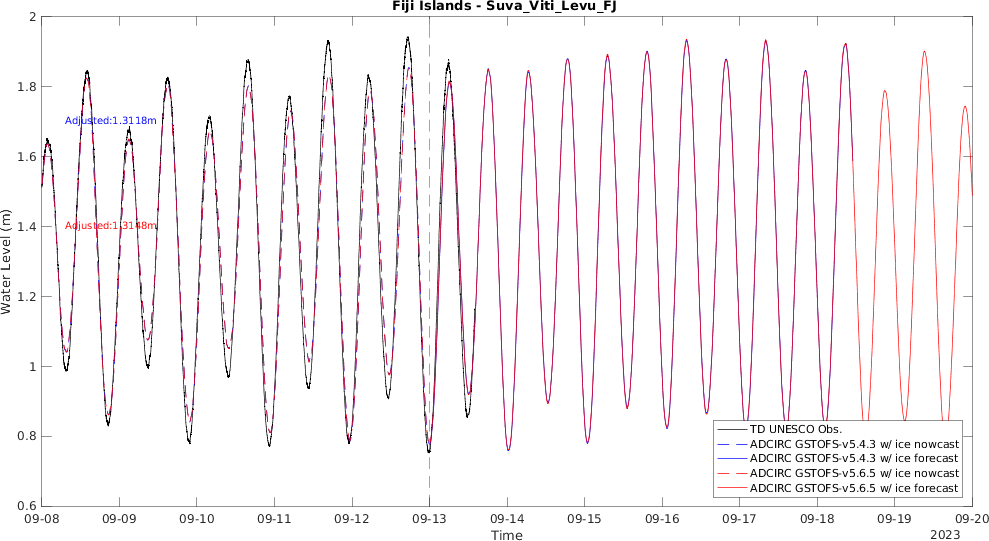 Fiji Islands - Suva_Viti_Levu_FJ
2
1.8
1.6
1.4
1.2
1
0.8
0.6
Water Level (m)
Adjusted:1.3118m
Adjusted:1.3148m
TD UNESCO Obs.
ADCIRC GSTOFS-v5.4.3 w/ ice nowcast
ADCIRC GSTOFS-v5.4.3 w/ ice forecast
ADCIRC GSTOFS-v5.6.5 w/ ice nowcast
ADCIRC GSTOFS-v5.6.5 w/ ice forecast
09-08 09-09 09-10 09-11 09-12 09-13 09-14 09-15 09-16 09-17 09-18 09-19 09-20
Time
2023